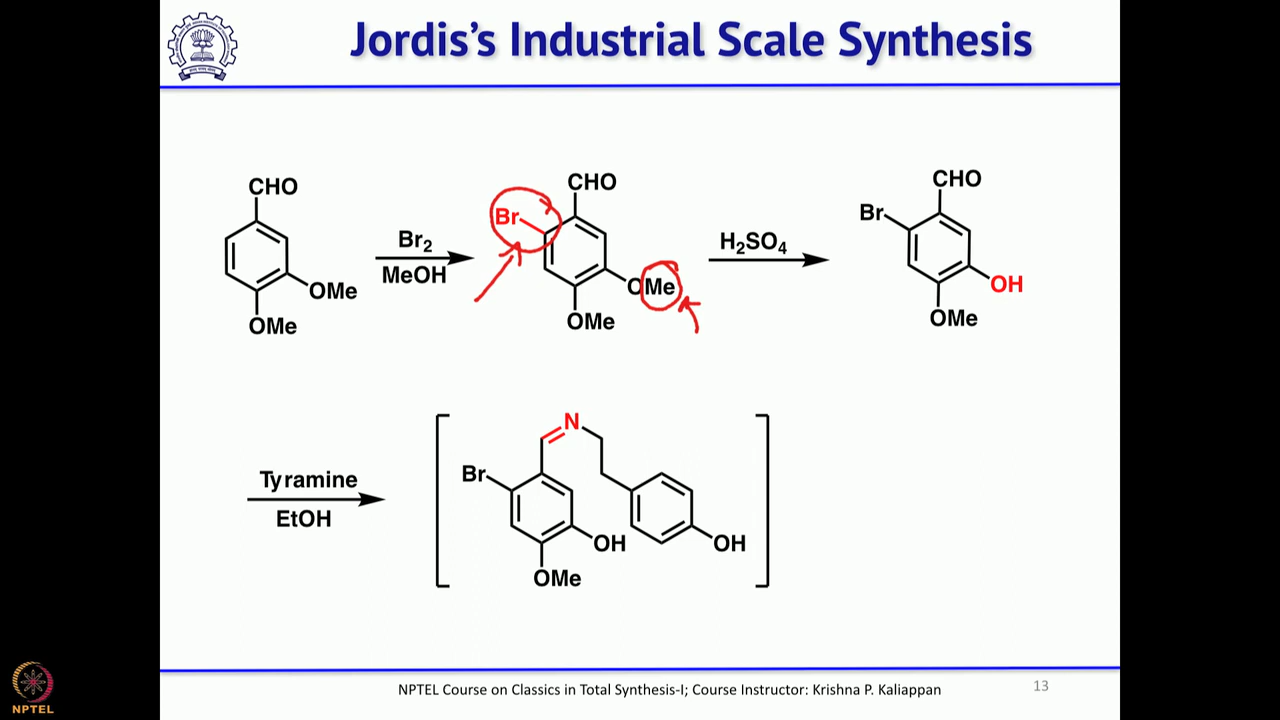 Jordis's Industrial Scale Synthesis
CHO
OMe
OMe
Br₂
MeOH
CHO
Br
OMe
OMe
H₂SO₄
CHO
Br
OH
OMe
Tyramine
EtOH
N
Br
OH
OMe
OH
NPTEL Course on Classics in Total Synthesis-I; Course Instructor: Krishna P. Kaliappan
13
NPTEL